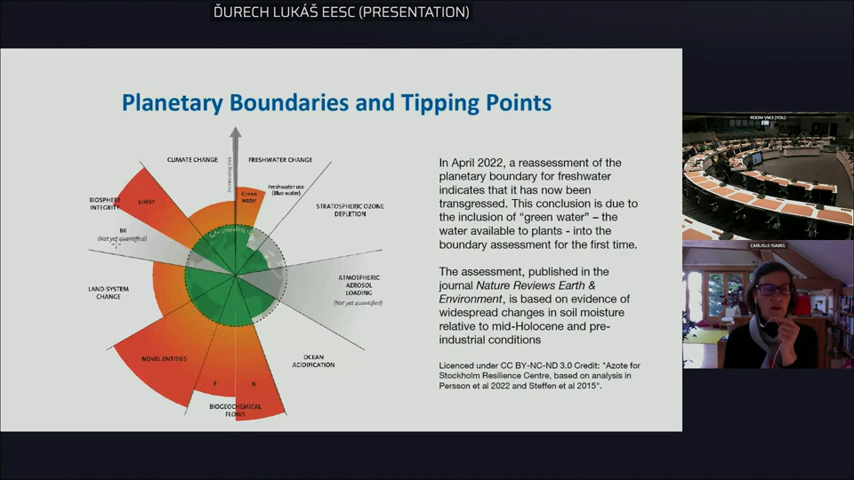 ĎURECH LUKÁŠ EESC (PRESENTATION)
Planetary Boundaries and Tipping Points
CLIMATE CHANGE
FRESHWATER CHANGE
Increasing risk
Green
water
Freshwater use
(Blue water)
BIOSPHERE
INTEGRITY
E/MSY
STRATOSPHERIC OZONE
DEPLETION
BII
(Not yet quantified)
ATMOSPHERIC
AEROSOL
LOADING
(Not yet quantified)
LAND-SYSTEM
CHANGE
NOVEL ENTITIES
OCEAN
ACIDIFICATION
P
N
BIOGEOCHEMICAL
FLOWS
In April 2022, a reassessment of the
planetary boundary for freshwater
indicates that it has now been
transgressed. This conclusion is due to
the inclusion of “green water” – the
water available to plants - into the
boundary assessment for the first time.
The assessment, published in the
journal Nature Reviews Earth &
Environment, is based on evidence of
widespread changes in soil moisture
relative to mid-Holocene and pre-
industrial conditions
Licenced under CC BY-NC-ND 3.0 Credit: "Azote for
Stockholm Resilience Centre, based on analysis in
Persson et al 2022 and Steffen et al 2015".
ROOM VM3 (YOU)
CARLISLE ISABEL